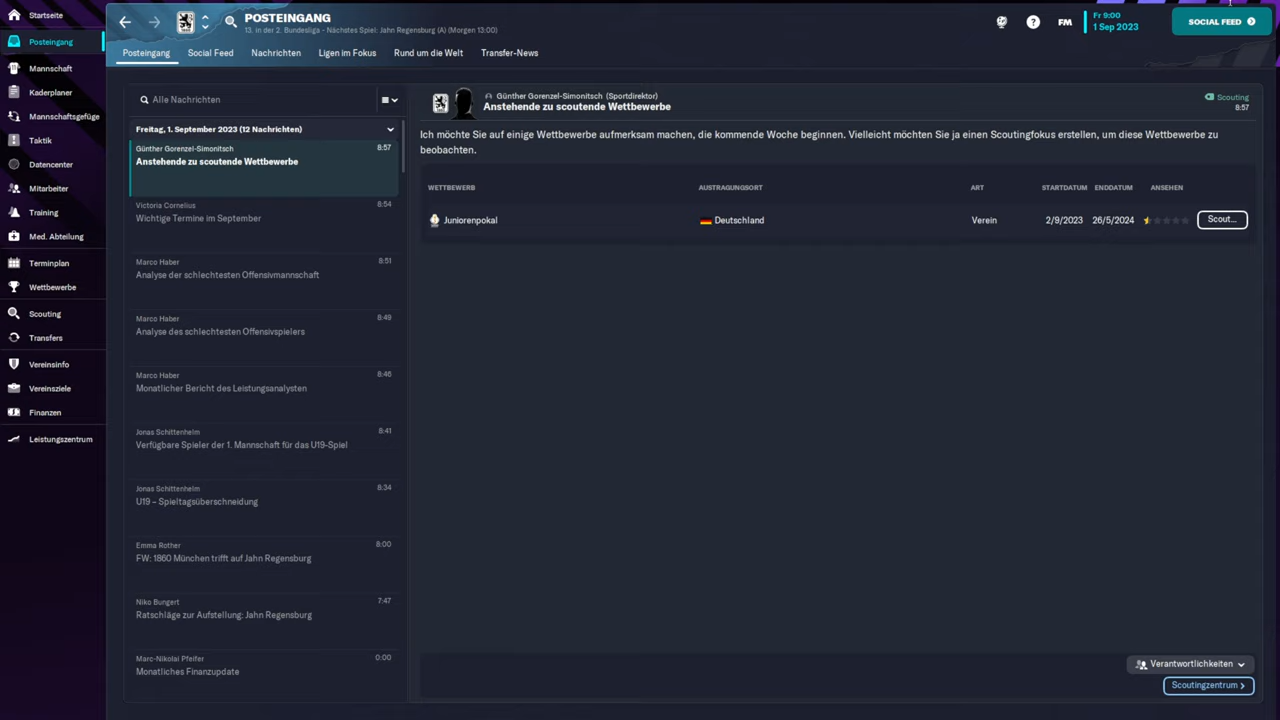 Startseite
Posteingang
Mannschaft
Kaderplaner
Mannschaftsgefüge
Taktik
Datencenter
Mitarbeiter
Training
Med. Abteilung
Terminplan
Wettbewerbe
Scouting
Transfers
Vereinsinfo
Vereinsziele
Finanzen
Leistungszentrum
POSTEINGANG
13. in der 2. Bundesliga - Nächstes Spiel: Jahn Regensburg (A) (Morgen 13:00)
FM
Fr 9:00
1 Sep 2023
SOCIAL FEED
Posteingang Social Feed Nachrichten Ligen im Fokus Rund um die Welt Transfer-News
Alle Nachrichten
Freitag, 1. September 2023 (12 Nachrichten)
Günther Gorenzel-Simonitsch 8:57
Anstehende zu scoutende Wettbewerbe
Victoria Cornelius 8:54
Wichtige Termine im September
Marco Haber 8:51
Analyse der schlechtesten Offensivmannschaft
Marco Haber 8:49
Analyse des schlechtesten Offensivspielers
Marco Haber 8:46
Monatlicher Bericht des Leistungsanalysten
Jonas Schittenhelm 8:41
Verfügbare Spieler der 1. Mannschaft für das U19-Spiel
Jonas Schittenhelm 8:34
U19 – Spieltagsüberschneidung
Emma Rother 8:00
FW: 1860 München trifft auf Jahn Regensburg
Niko Bungert 7:47
Ratschläge zur Aufstellung: Jahn Regensburg
Marc-Nikolai Pfeifer 0:00
Monatliches Finanzupdate
Günther Gorenzel-Simonitsch (Sportdirektor)
Anstehende zu scoutende Wettbewerbe
Scouting
8:57
Ich möchte Sie auf einige Wettbewerbe aufmerksam machen, die kommende Woche beginnen. Vielleicht möchten Sie ja einen Scoutingfokus erstellen, um diese Wettbewerbe zu
beobachten.
WETTBEWERB AUSTRAGUNGSORT ART STARTDATUM ENDDATUM ANSEHEN
Juniorenpokal Deutschland Verein 2/9/2023 26/5/2024 Scout...
Verantwortlichkeiten
Scoutingzentrum